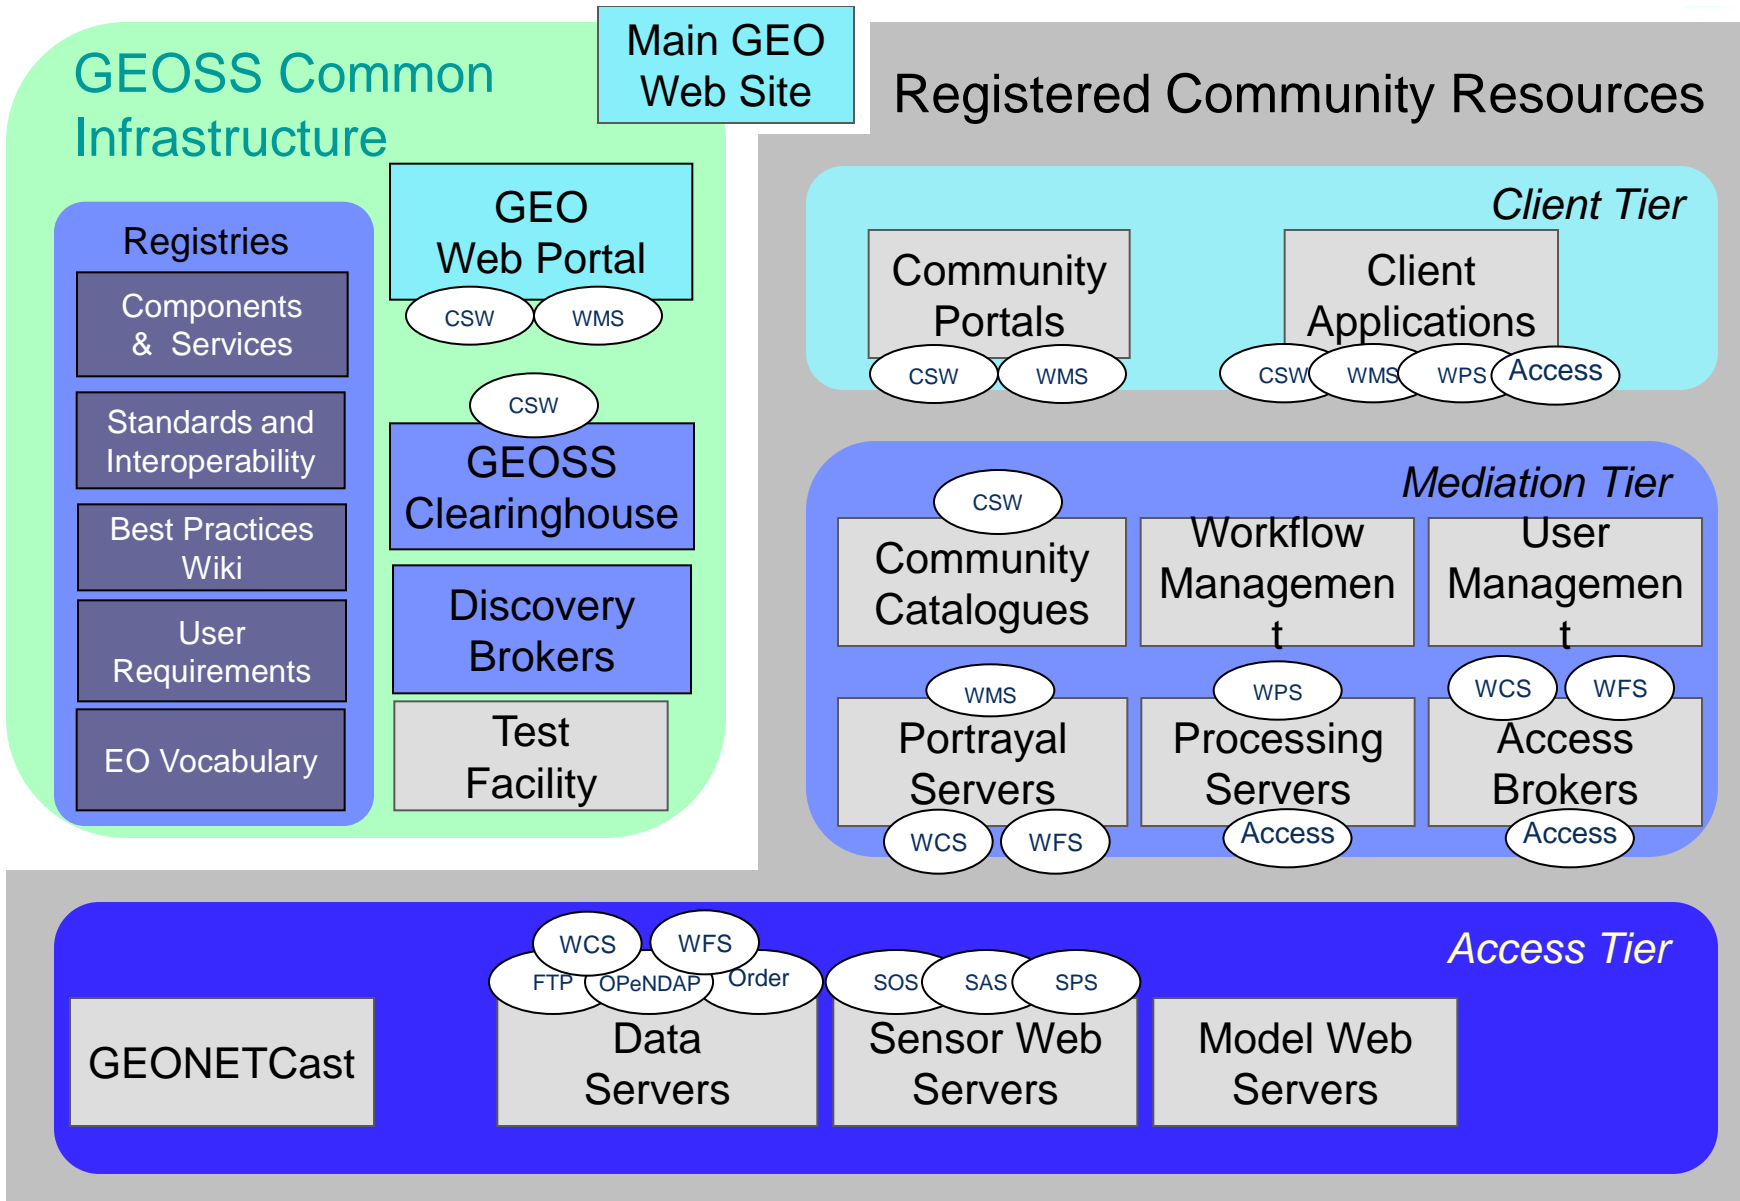 GEOSS Common
Infrastructure
Main GEO
Web Site
Registered Community Resources
Registries
Components
& Services
Standards and
Interoperability
Best Practices
Wiki
User
Requirements
EO Vocabulary
GEO
Web Portal
CSW
WMS
CSW
GEOSS
Clearinghouse
Discovery
Brokers
Test
Facility
Client Tier
Community
Portals
CSW
WMS
Client
Applications
CSW
WMS
WPS
Access
Mediation Tier
CSW
Community
Catalogues
Workflow
Managemen
t
User
Managemen
t
WMS
Portrayal
Servers
WCS
WFS
WPS
Processing
Servers
Access
WCS
WFS
Access
Brokers
Access
Access Tier
GEONETCast
WCS
WFS
FTP
OPeNDAP
Order
Data
Servers
SOS
SAS
SPS
Sensor Web
Servers
Model Web
Servers